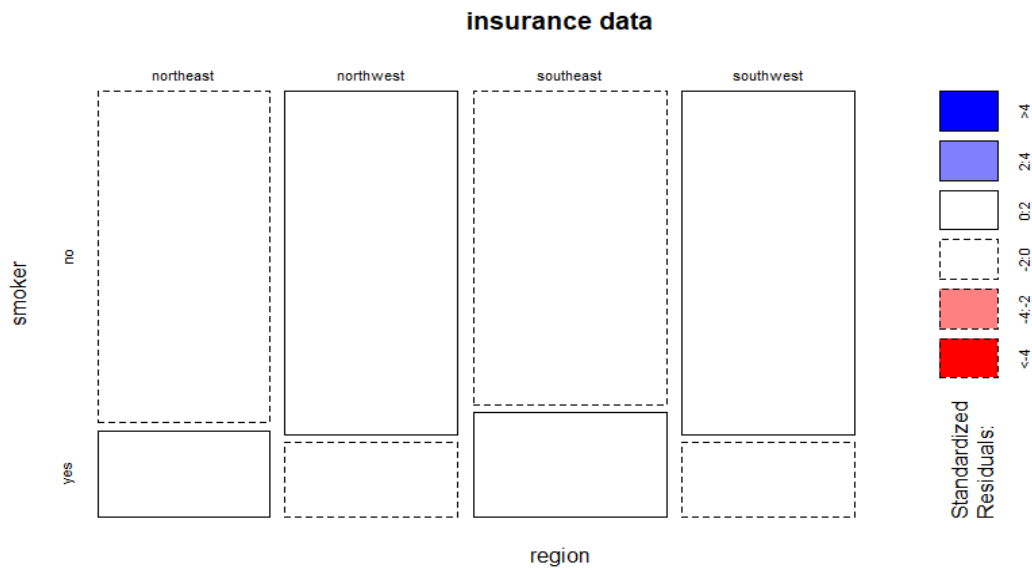 insurance data
northeast northwest southeast southwest
no
yes
smoker
region
>4
2:4
0:2
-2:0
-4:-2
<-4
Standardized
Residuals: